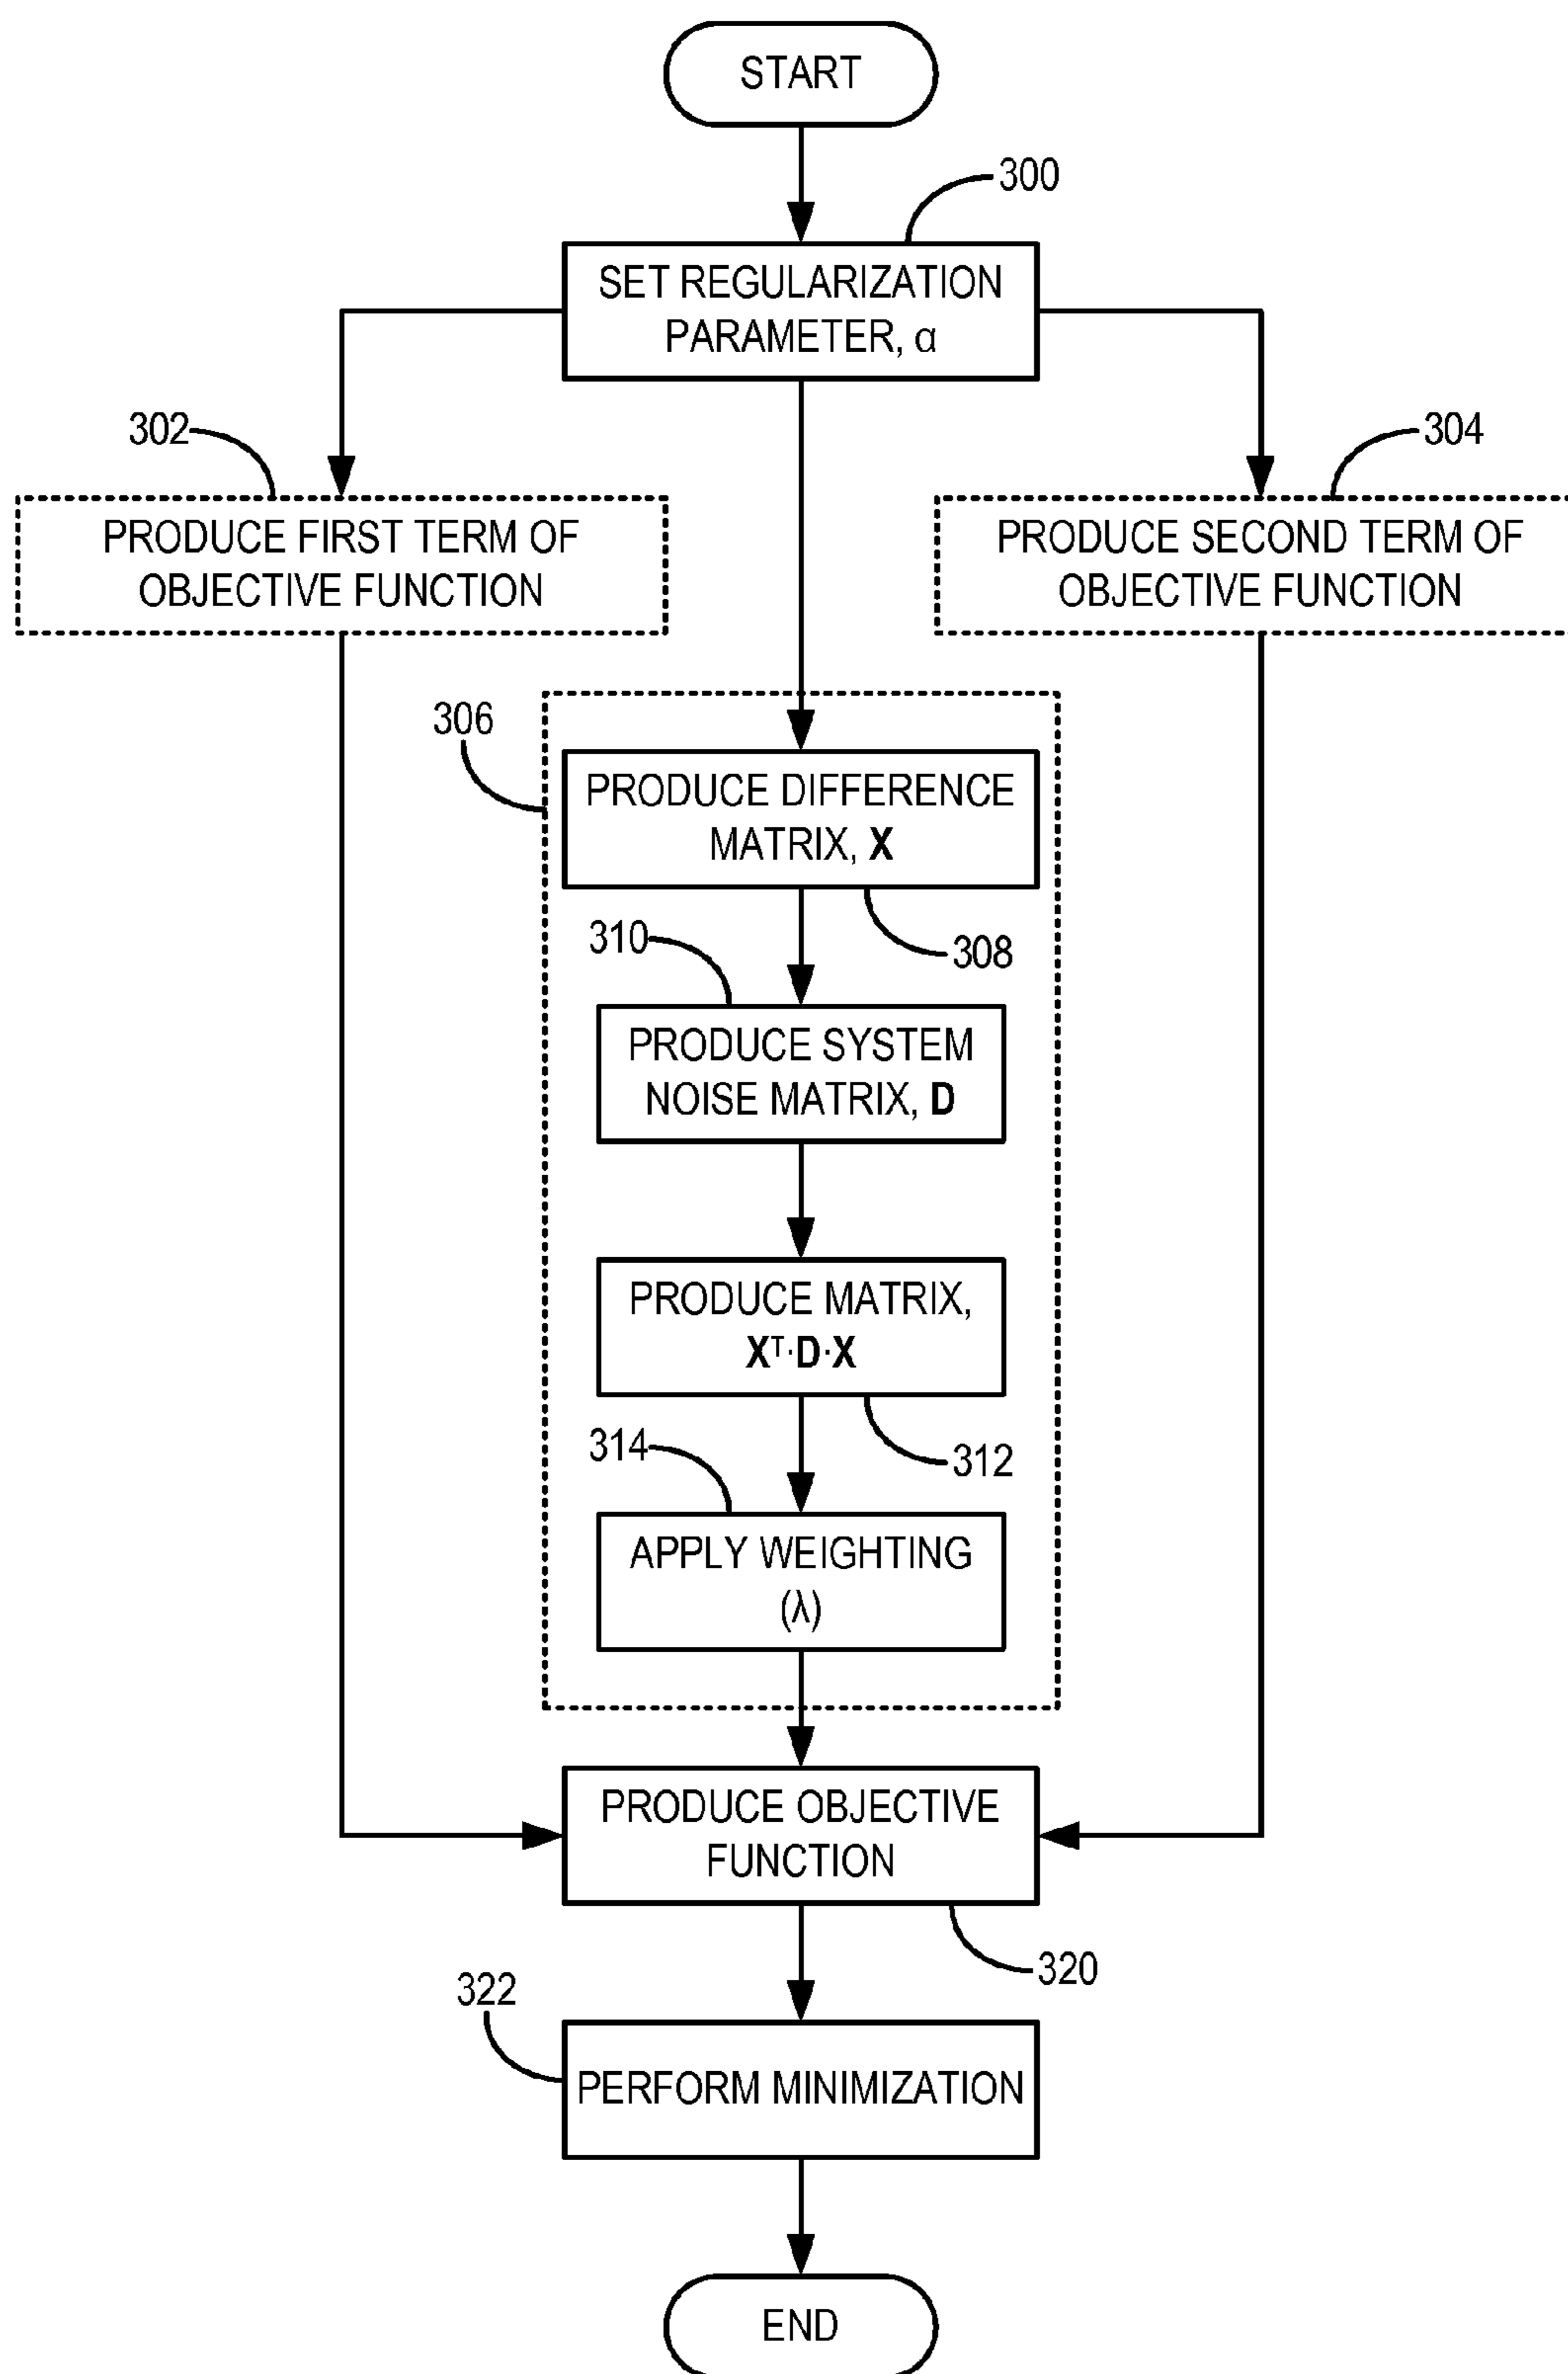 START
300
SET REGULARIZATION
PARAMETER, α
302
304
PRODUCE FIRST TERM OF
OBJECTIVE FUNCTION
PRODUCE SECOND TERM OF
OBJECTIVE FUNCTION
306
PRODUCE DIFFERENCE
MATRIX, X
308
310
PRODUCE SYSTEM
NOISE MATRIX, D
PRODUCE MATRIX,
Xᵀ·D·X
312
314
APPLY WEIGHTING
(λ)
PRODUCE OBJECTIVE
FUNCTION
320
322
PERFORM MINIMIZATION
END